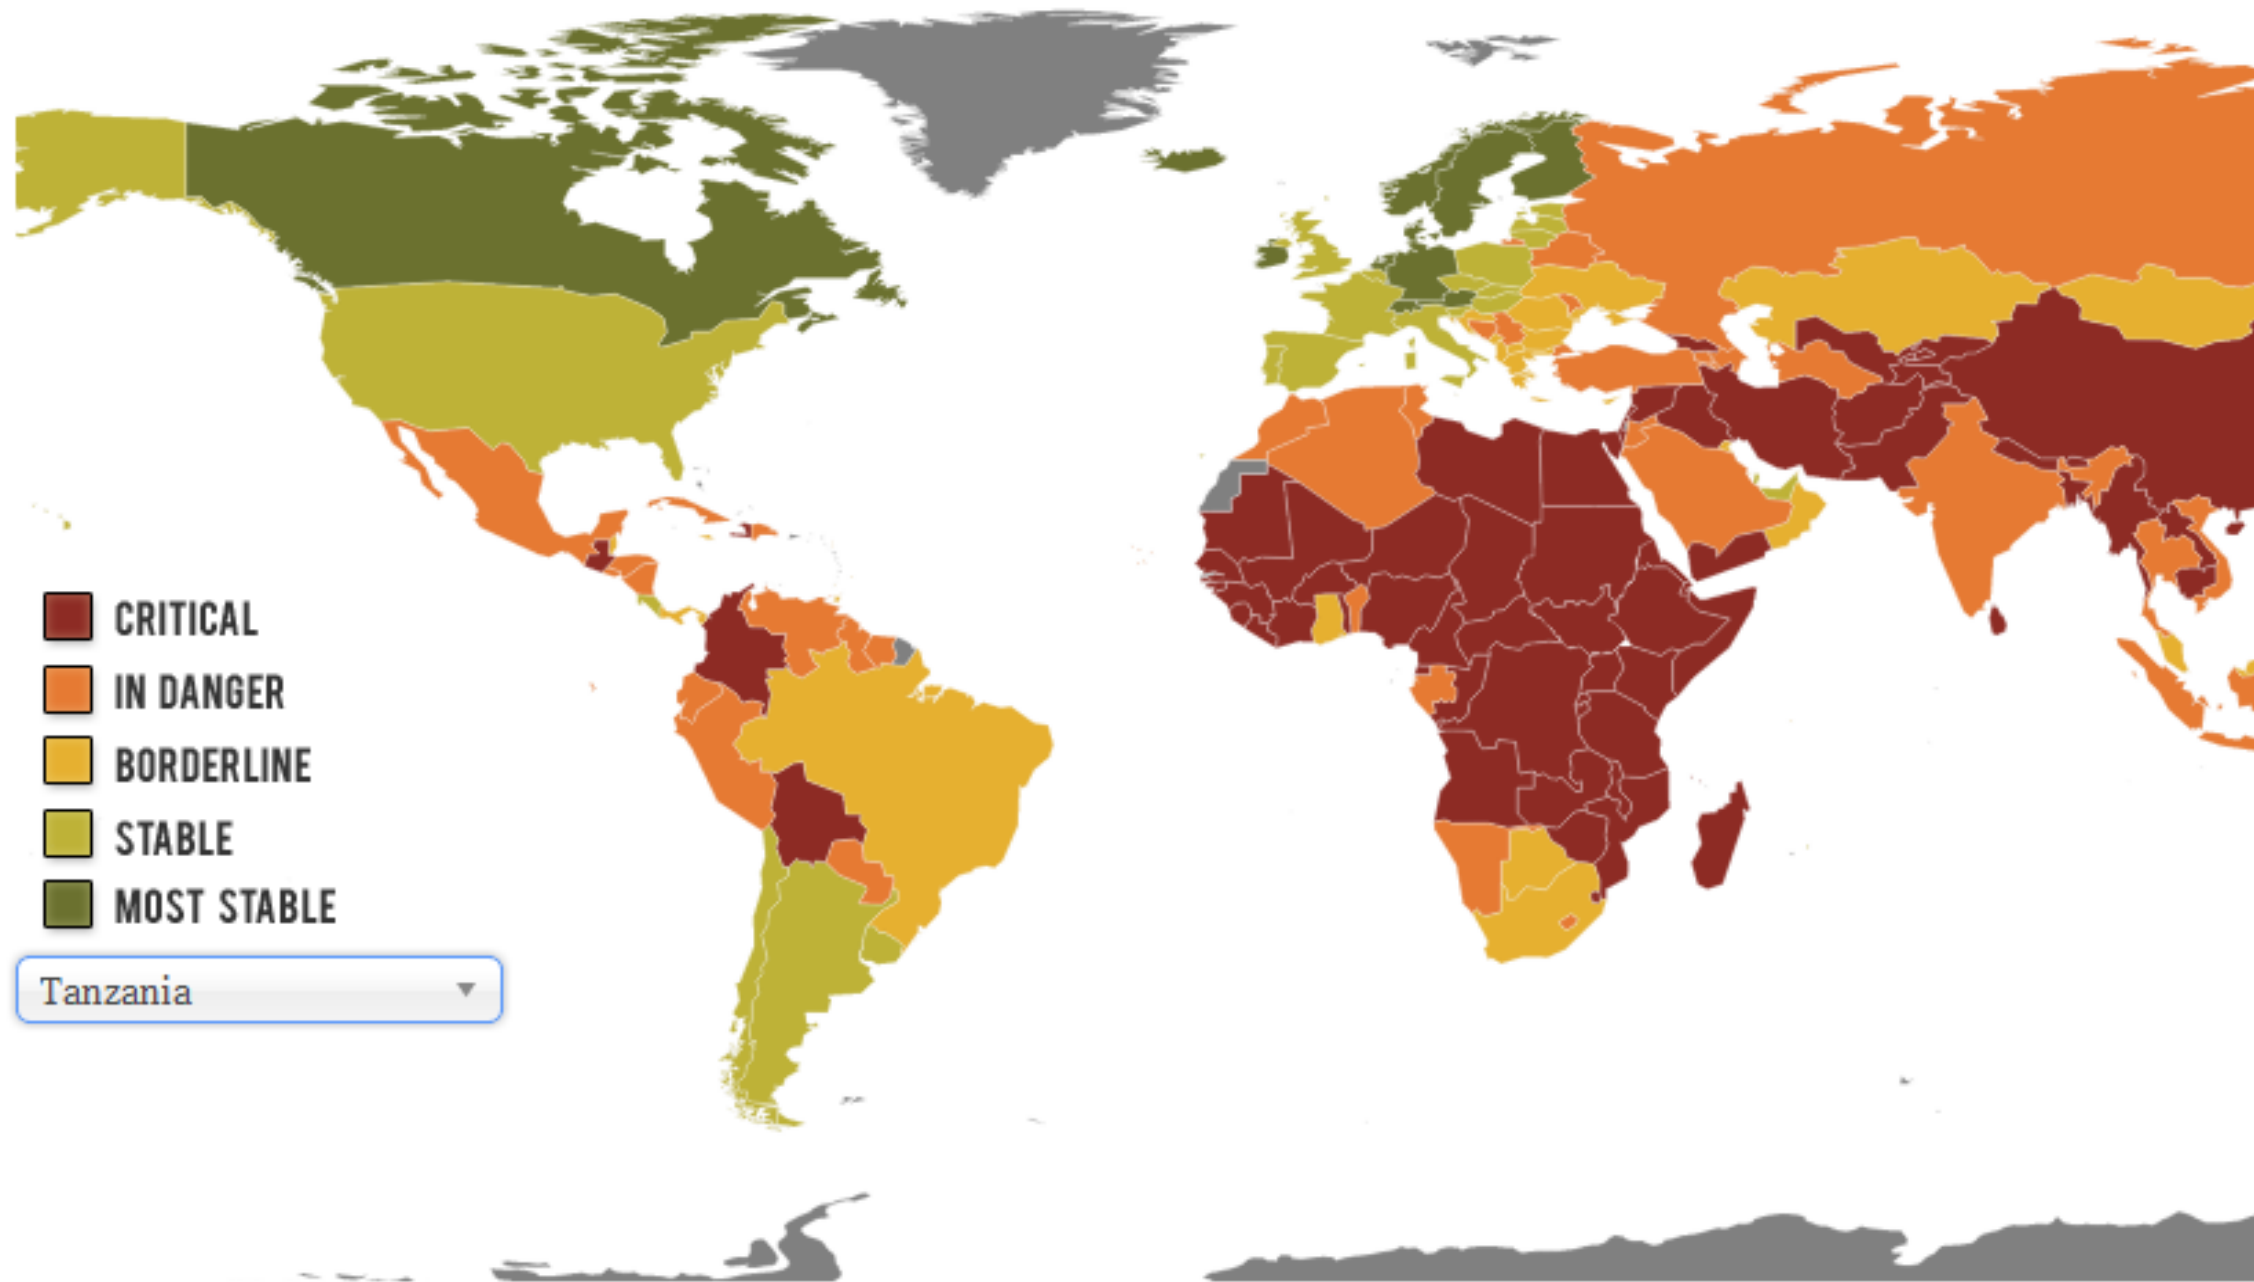 CRITICAL
IN DANGER
BORDERLINE
STABLE
MOST STABLE
Tanzania